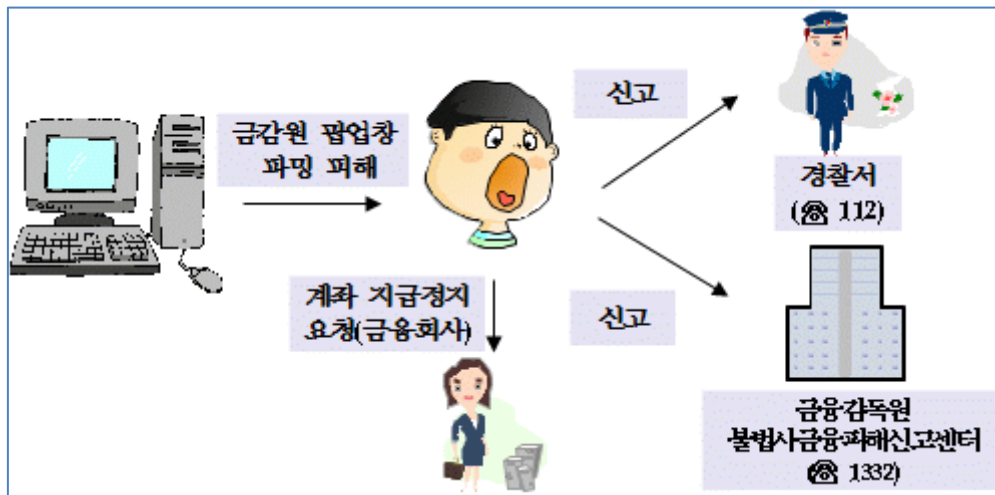 금감원 팝업창
파밍 피해
신고
경찰서
(☎ 112)
계좌 지급정지
요청(금융회사)
신고
금융감독원
불법사금융피해신고센터
(☎ 1332)